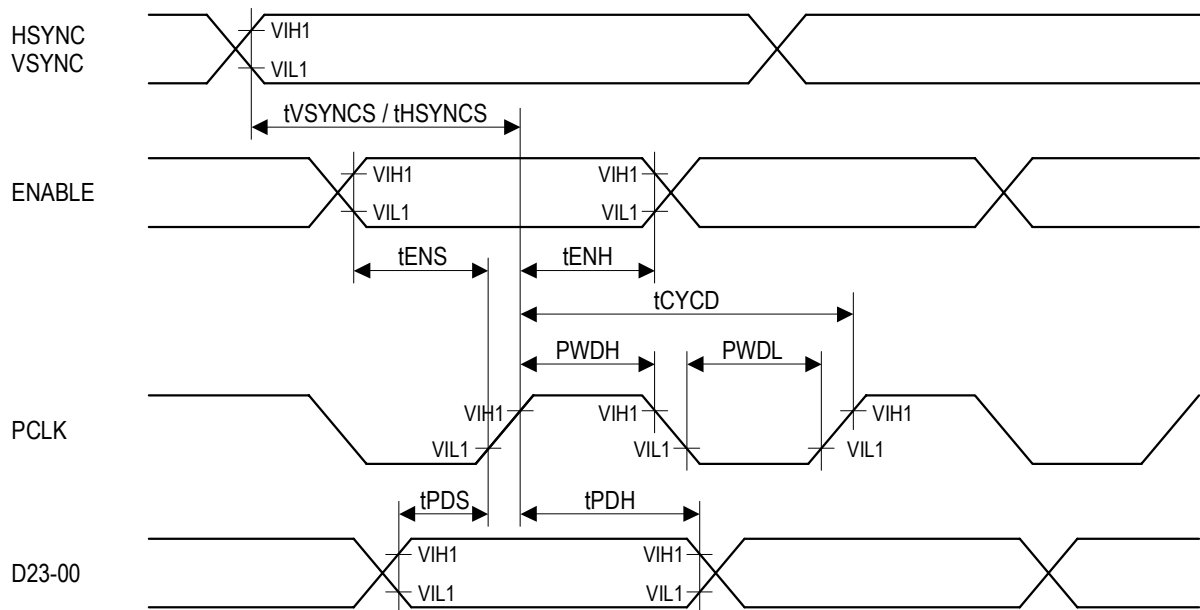 HSYNC
VSYNC
VIH1
VIL1
tVSYNCS / tHSYNCS
ENABLE
VIH1
VIH1
VIL1
VIL1
tENS
tENH
tCYCD
PWDH
PWDL
PCLK
VIH1
VIH1
VIH1
VIL1
VIL1
VIL1
tPDS
tPDH
D23-00
VIH1
VIH1
VIL1
VIL1